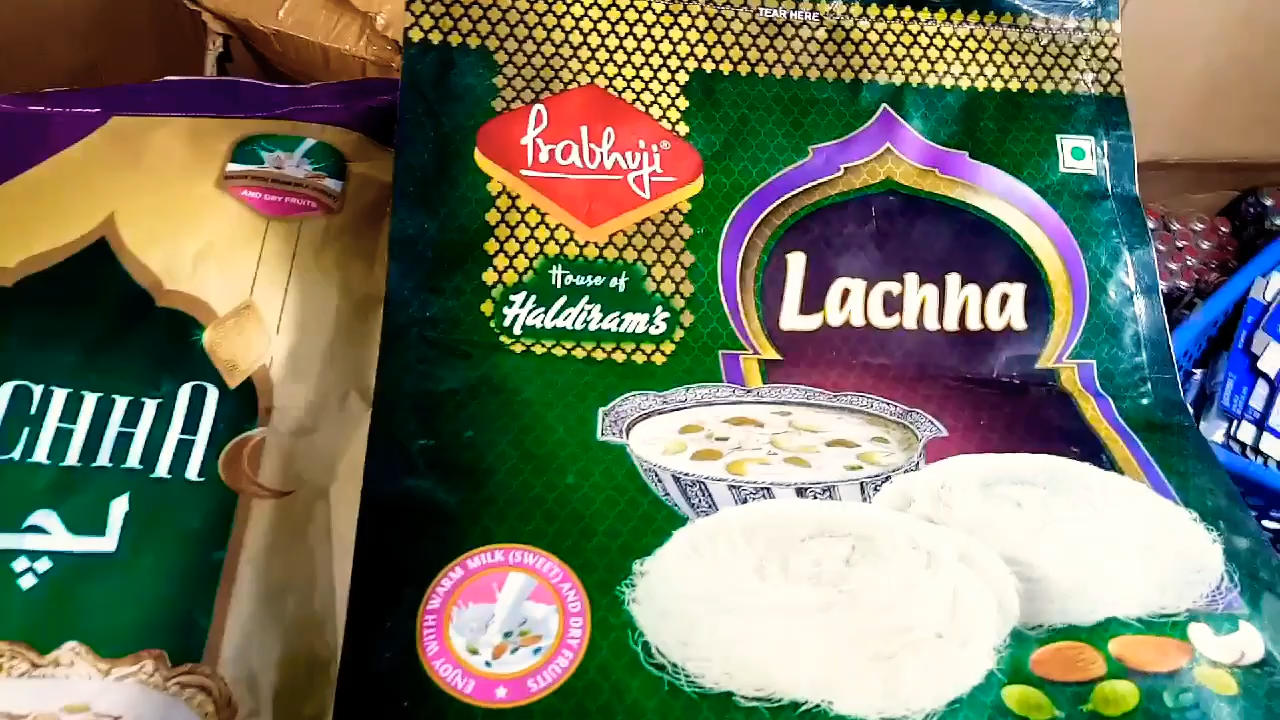 TEAR HERE
Prabhuji®
House of
Haldiram's
Lachha
ENJOY WITH WARM MILK (SWEET) AND DRY FRUITS
AND DRY FRUITS
CHHA
لچ